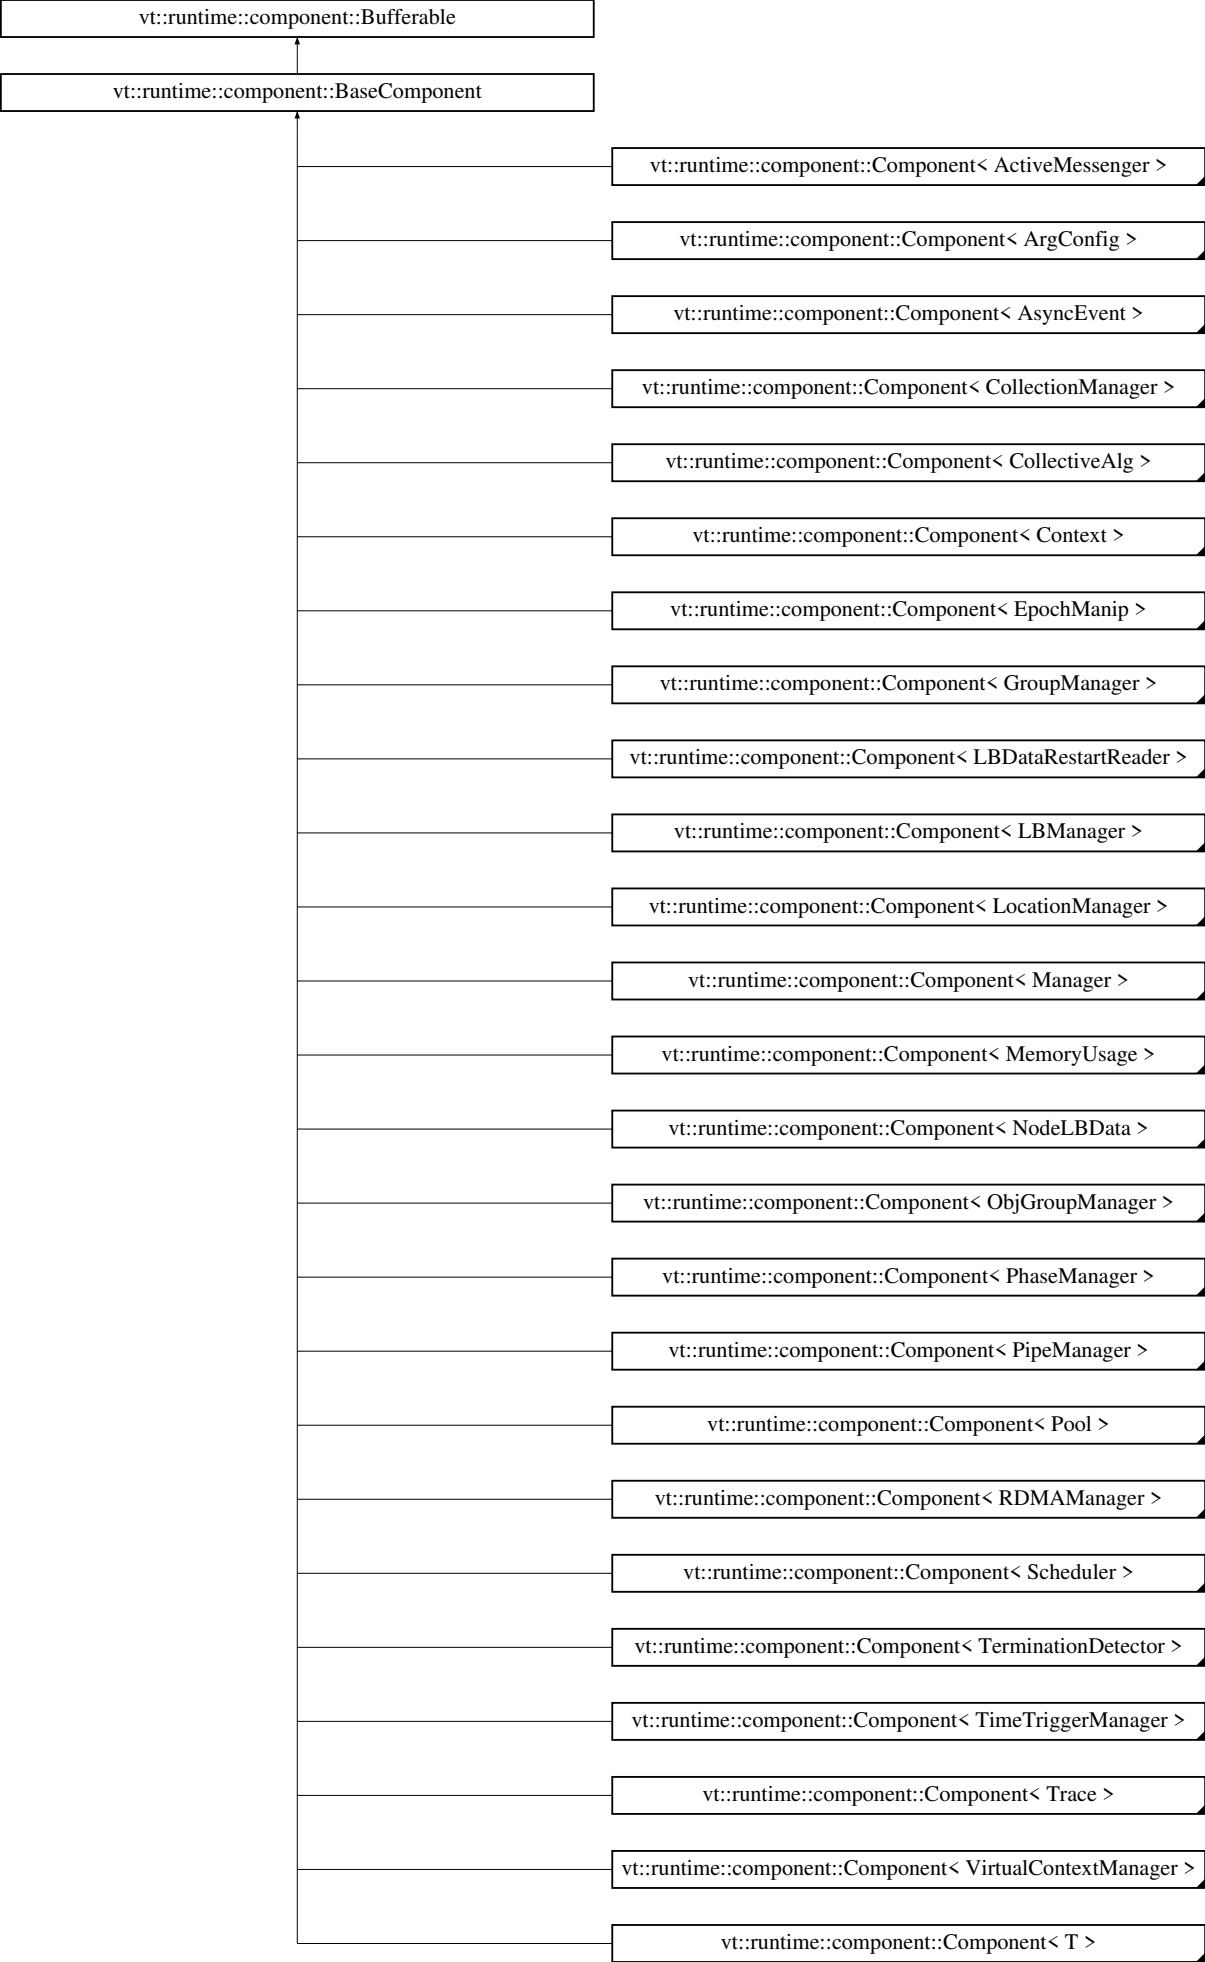 vt::runtime::component::Bufferable
vt::runtime::component::BaseComponent
vt::runtime::component::Component< ActiveMessenger >
vt::runtime::component::Component< ArgConfig >
vt::runtime::component::Component< AsyncEvent >
vt::runtime::component::Component< CollectionManager >
vt::runtime::component::Component< CollectiveAlg >
vt::runtime::component::Component< Context >
vt::runtime::component::Component< EpochManip >
vt::runtime::component::Component< GroupManager >
vt::runtime::component::Component< LBDataRestartReader >
vt::runtime::component::Component< LBManager >
vt::runtime::component::Component< LocationManager >
vt::runtime::component::Component< Manager >
vt::runtime::component::Component< MemoryUsage >
vt::runtime::component::Component< NodeLBData >
vt::runtime::component::Component< ObjGroupManager >
vt::runtime::component::Component< PhaseManager >
vt::runtime::component::Component< PipeManager >
vt::runtime::component::Component< Pool >
vt::runtime::component::Component< RDMAManager >
vt::runtime::component::Component< Scheduler >
vt::runtime::component::Component< TerminationDetector >
vt::runtime::component::Component< TimeTriggerManager >
vt::runtime::component::Component< Trace >
vt::runtime::component::Component< VirtualContextManager >
vt::runtime::component::Component< T >